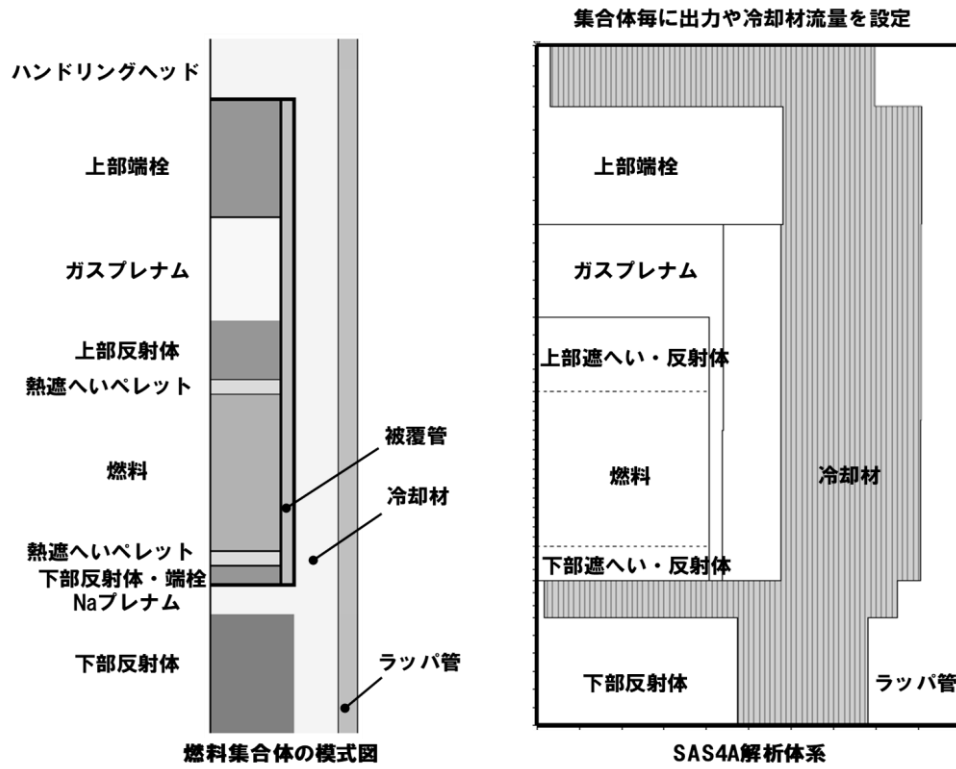 集合体毎に出力や冷却材流量を設定
ハンドリングヘッド
上部端栓
ガスプレナム
上部反射体
熱遮へいペレット
燃料
熱遮へいペレット
下部反射体・端栓
Naプレナム
下部反射体
被覆管
冷却材
ラッパ管
燃料集合体の模式図
上部端栓
ガスプレナム
上部遮へい・反射体
燃料
冷却材
下部遮へい・反射体
下部反射体
ラッパ管
SAS4A解析体系